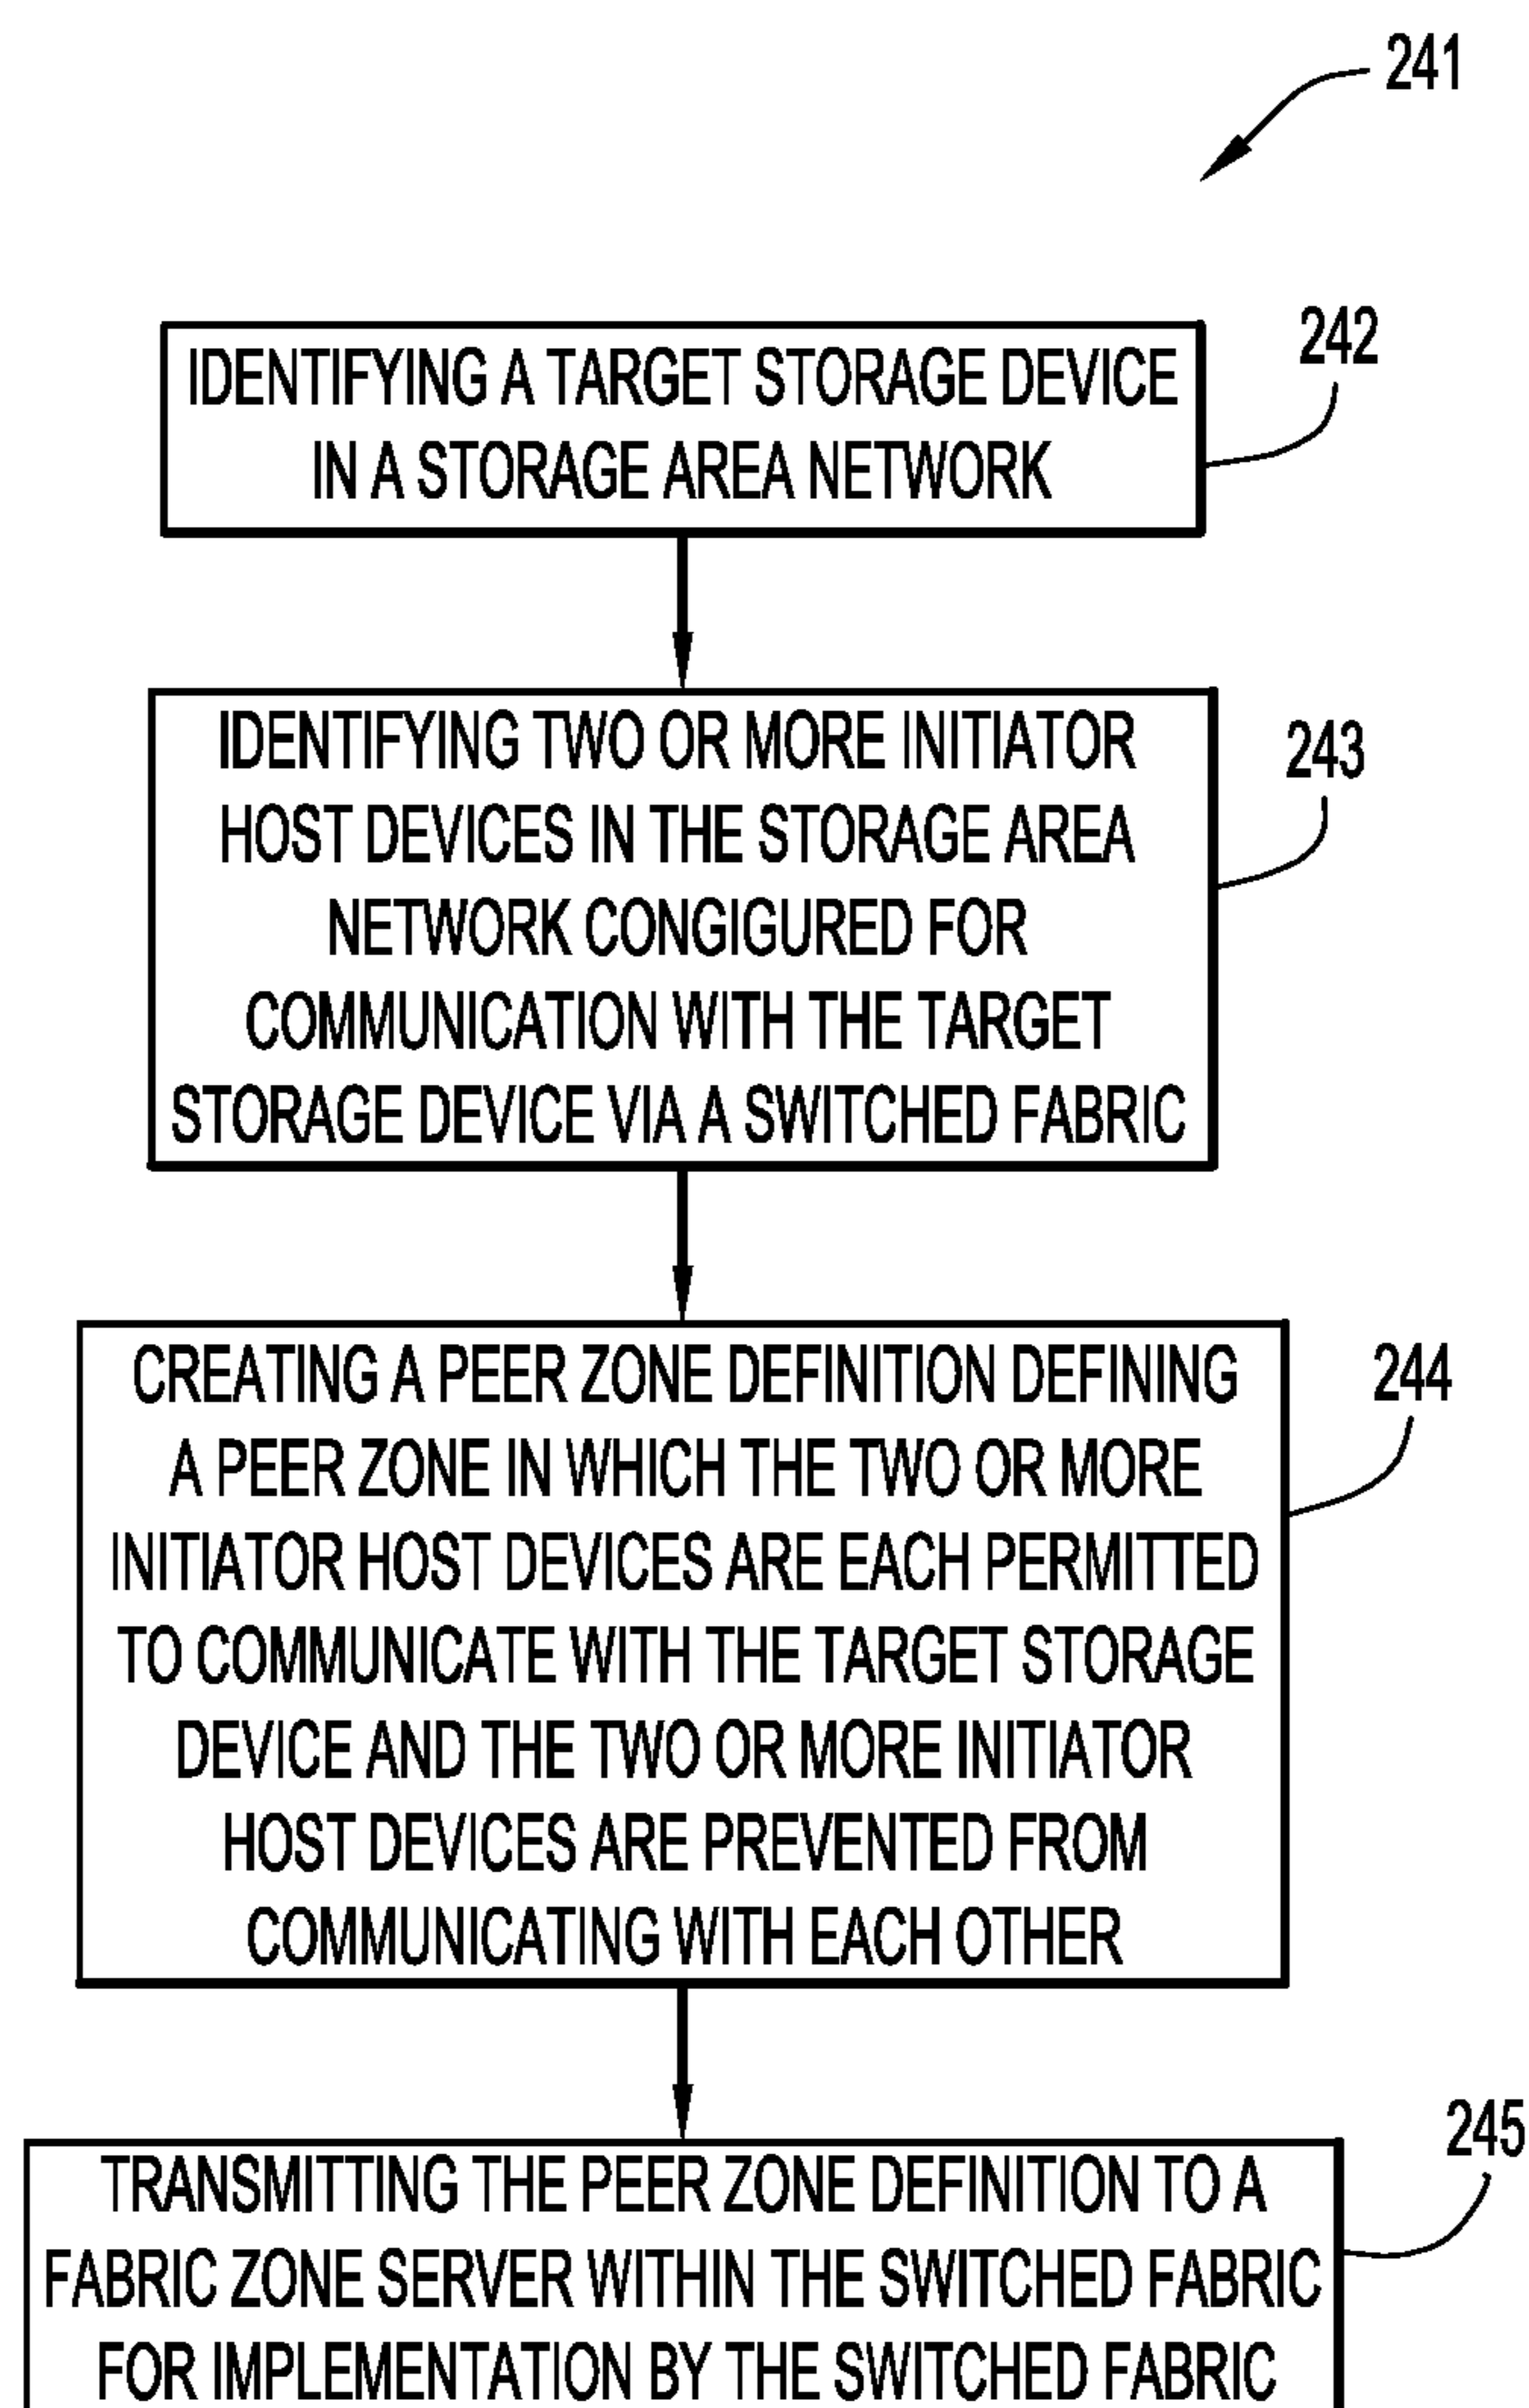 241
242
IDENTIFYING A TARGET STORAGE DEVICE
IN A STORAGE AREA NETWORK
243
IDENTIFYING TWO OR MORE INITIATOR
HOST DEVICES IN THE STORAGE AREA
NETWORK CONGIGURED FOR
COMMUNICATION WITH THE TARGET
STORAGE DEVICE VIA A SWITCHED FABRIC
244
CREATING A PEER ZONE DEFINITION DEFINING
A PEER ZONE IN WHICH THE TWO OR MORE
INITIATOR HOST DEVICES ARE EACH PERMITTED
TO COMMUNICATE WITH THE TARGET STORAGE
DEVICE AND THE TWO OR MORE INITIATOR
HOST DEVICES ARE PREVENTED FROM
COMMUNICATING WITH EACH OTHER
245
TRANSMITTING THE PEER ZONE DEFINITION TO A
FABRIC ZONE SERVER WITHIN THE SWITCHED FABRIC
FOR IMPLEMENTATION BY THE SWITCHED FABRIC